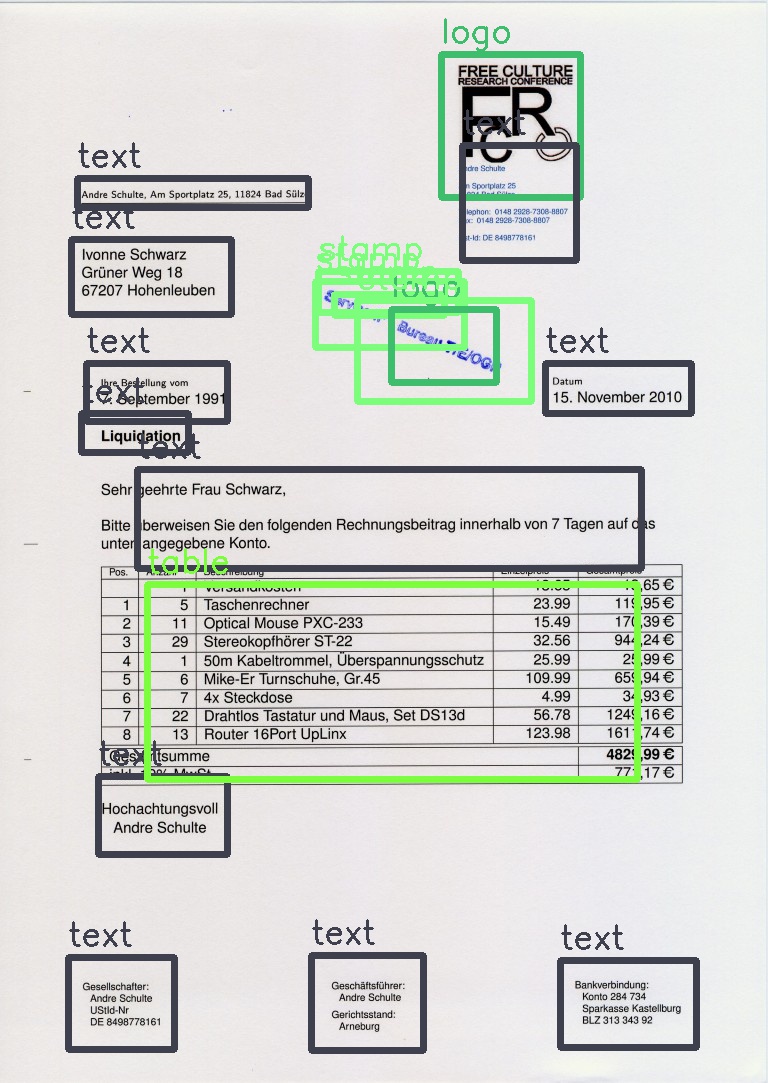 logo
FREE CULTURE
RESEARCH CONFERENCE
FRC
text
Andre Schulte, Am Sportplatz 25, 11824 Bad Sülze
text
Andre Schulte
Am Sportplatz 25
Telephon: 0148 2928-7308-8807
Fax: 0148 2928-7308-8807
USt-Id: DE 8498778161
text
Ivonne Schwarz
Grüner Weg 18
67207 Hohenleuben
stamp
stamp
stamp
logo
Bureau ITE/OGP
text
Ihre Bestellung vom
7. September 1991
text
Datum
15. November 2010
text
Liquidation
text
Sehr geehrte Frau Schwarz,
Bitte überweisen Sie den folgenden Rechnungsbeitrag innerhalb von 7 Tagen auf das
unten angegebene Konto.
table
Pos. Anzahl Beschreibung Einzelpreis Gesamtpreis
1 Versandkosten 13.65 €
1 5 Taschenrechner 23.99 119,95 €
2 11 Optical Mouse PXC-233 15.49 170,39 €
3 29 Stereokopfhörer ST-22 32.56 944,24 €
4 1 50m Kabeltrommel, Überspannungsschutz 25.99 25,99 €
5 6 Mike-Er Turnschuhe, Gr.45 109.99 659,94 €
6 7 4x Steckdose 4.99 34,93 €
7 22 Drahtlos Tastatur und Maus, Set DS13d 56.78 1249,16 €
8 13 Router 16Port UpLinx 123.98 1611,74 €
Gesamtsumme 4829,99 €
inkl. 19% MwSt. 771,17 €
text
Hochachtungsvoll
Andre Schulte
text
Gesellschafter:
Andre Schulte
UStId-Nr
DE 8498778161
text
Geschäftsführer:
Andre Schulte
Gerichtsstand:
Arneburg
text
Bankverbindung:
Konto 284 734
Sparkasse Kastellburg
BLZ 313 343 92